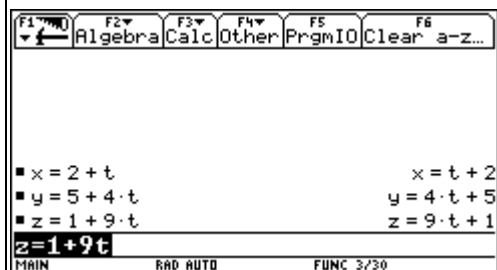 F1 F2 Algebra F3 Calc F4 Other F5 PrgmIO F6 Clear a-z…
▪x = 2 + t x = t + 2
▪y = 5 + 4·t y = 4·t + 5
▪z = 1 + 9·t z = 9·t + 1
z=1+9t
MAIN RAD AUTO FUNC 3/30